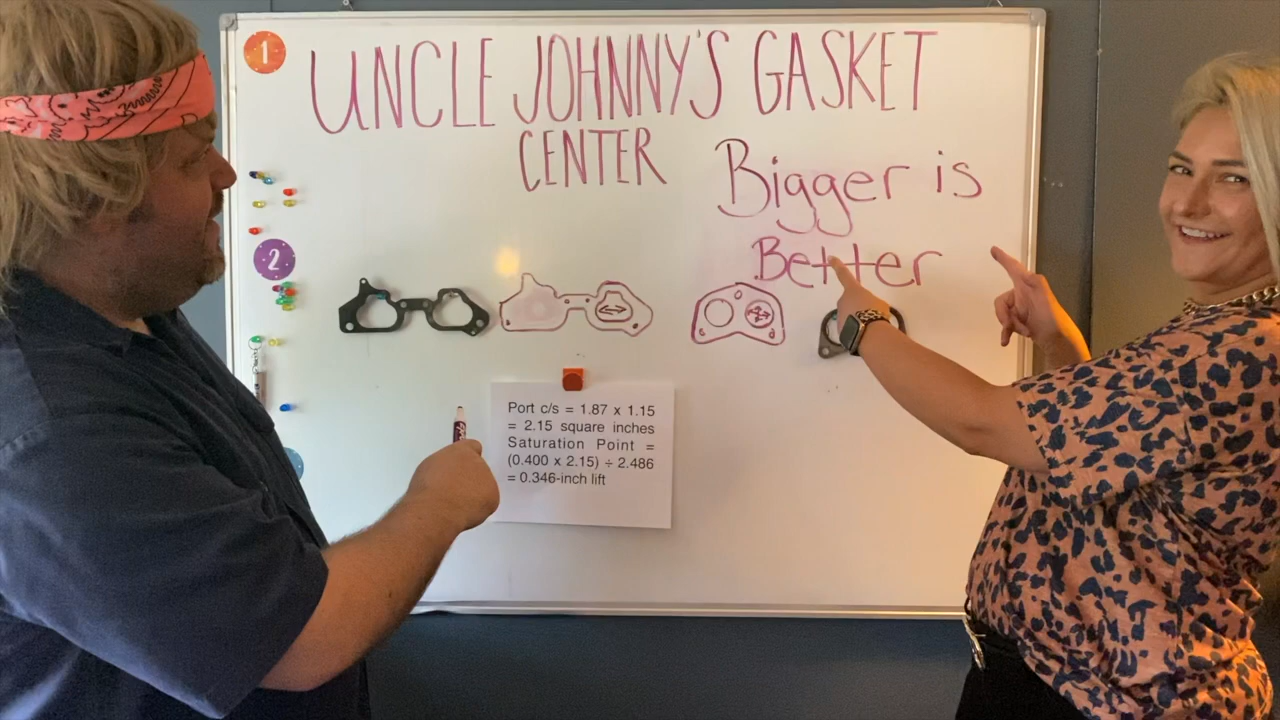 1
UNCLE JOHNNY'S GASKET
CENTER
Bigger is
Better
2
Port c/s = 1.87 x 1.15
= 2.15 square inches
Saturation Point =
(0.400 x 2.15) ÷ 2.486
= 0.346-inch lift